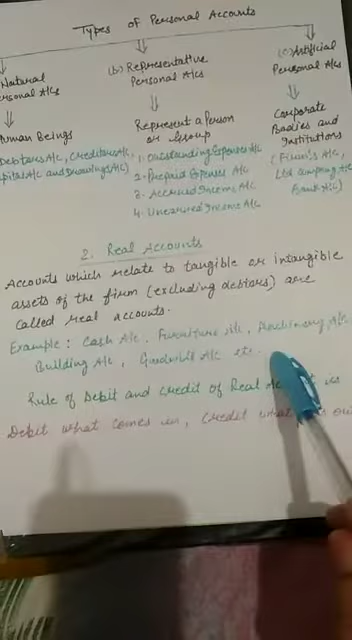 Types of Personal Accounts
Natural
Personal A/cs
(b) Representative
Personal A/cs
(c) Artificial
Personal A/cs
Human Beings
Debtors A/c, Creditors A/c,
Capital A/c and Drawings A/c)
Represent a Person
or Group
1. Outstanding Expenses A/c
2. Prepaid Expenses A/c
3. Accrued Income A/c
4. Unearned Income A/c
Corporate
Bodies and
Institutions
(Firm's A/c,
Ltd company A/c
Bank A/c)
2. Real Accounts
Accounts which relate to tangible or intangible
assets of the firm (excluding debtors) are
called real accounts.
Example : Cash A/c, Furniture A/c, Machinery A/c
Building A/c, Goodwill A/c etc.
Rule of Debit and Credit of Real is
Debit what comes in, Credit